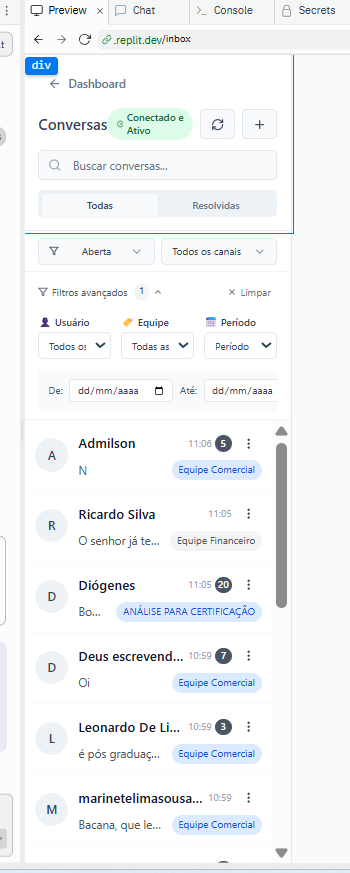 Preview
Chat
Console
Secrets
.replit.dev/inbox
div
Dashboard
Conversas
Conectado e
Ativo
Buscar conversas...
Todas
Resolvidas
Aberta
Todos os canais
Filtros avançados 1
Limpar
Usuário
Equipe
Período
Todos os
Todas as
Período
De: dd/mm/aaaa
Até: dd/mm/aaaa
A
Admilson
11:06 5
N
Equipe Comercial
R
Ricardo Silva
11:05
O senhor já te...
Equipe Financeiro
D
Diógenes
11:05 20
Bo...
ANÁLISE PARA CERTIFICAÇÃO
D
Deus escrevend...
10:59 7
Oi
Equipe Comercial
L
Leonardo De Li...
10:59 3
é pós graduaç...
Equipe Comercial
M
marinetelimasousa...
10:59
Bacana, que le...
Equipe Comercial